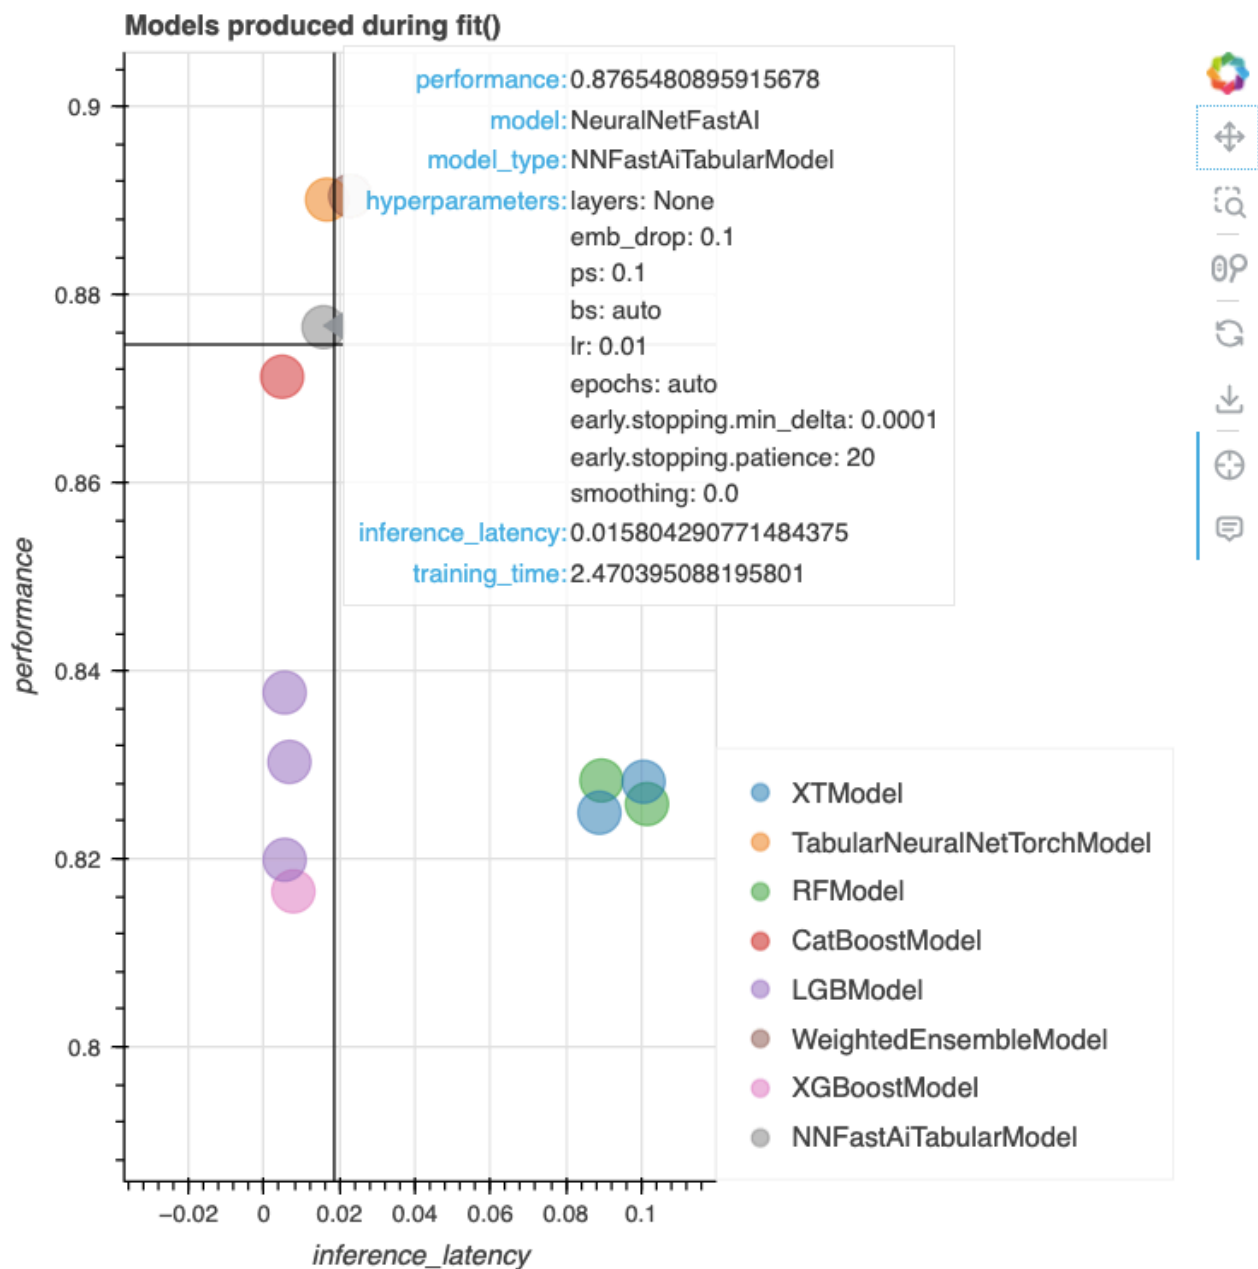 Models produced during fit()
performance: 0.8765480895915678
model: NeuralNetFastAI
model_type: NNFastAiTabularModel
hyperparameters: layers: None
emb_drop: 0.1
ps: 0.1
bs: auto
lr: 0.01
epochs: auto
early.stopping.min_delta: 0.0001
early.stopping.patience: 20
smoothing: 0.0
inference_latency: 0.015804290771484375
training_time: 2.470395088195801
performance
0.9
0.88
0.86
0.84
0.82
0.8
−0.02 0 0.02 0.04 0.06 0.08 0.1
inference_latency
XTModel
TabularNeuralNetTorchModel
RFModel
CatBoostModel
LGBModel
WeightedEnsembleModel
XGBoostModel
NNFastAiTabularModel